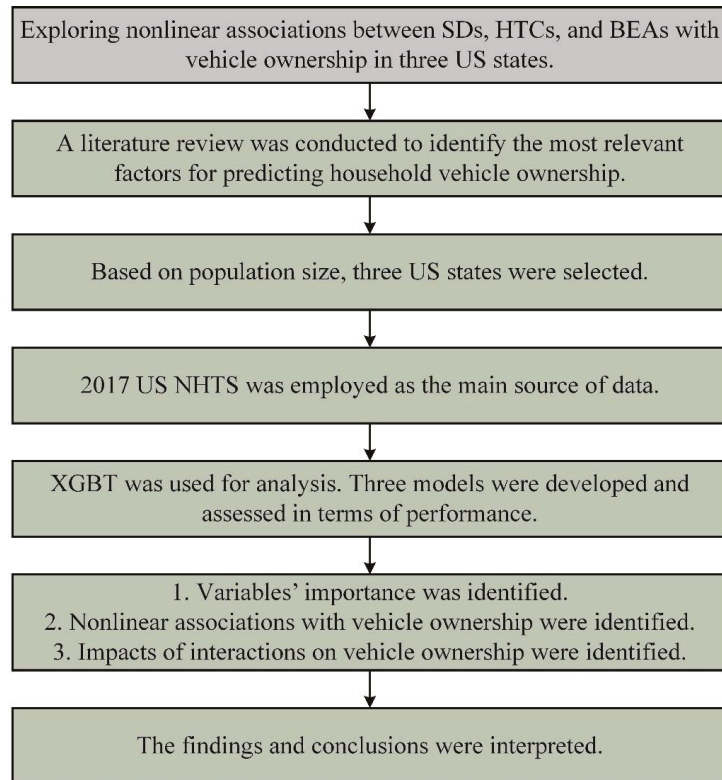 Exploring nonlinear associations between SDs, HTCs, and BEAs with
vehicle ownership in three US states.
A literature review was conducted to identify the most relevant
factors for predicting household vehicle ownership.
Based on population size, three US states were selected.
2017 US NHTS was employed as the main source of data.
XGBT was used for analysis. Three models were developed and
assessed in terms of performance.
1. Variables' importance was identified.
2. Nonlinear associations with vehicle ownership were identified.
3. Impacts of interactions on vehicle ownership were identified.
The findings and conclusions were interpreted.